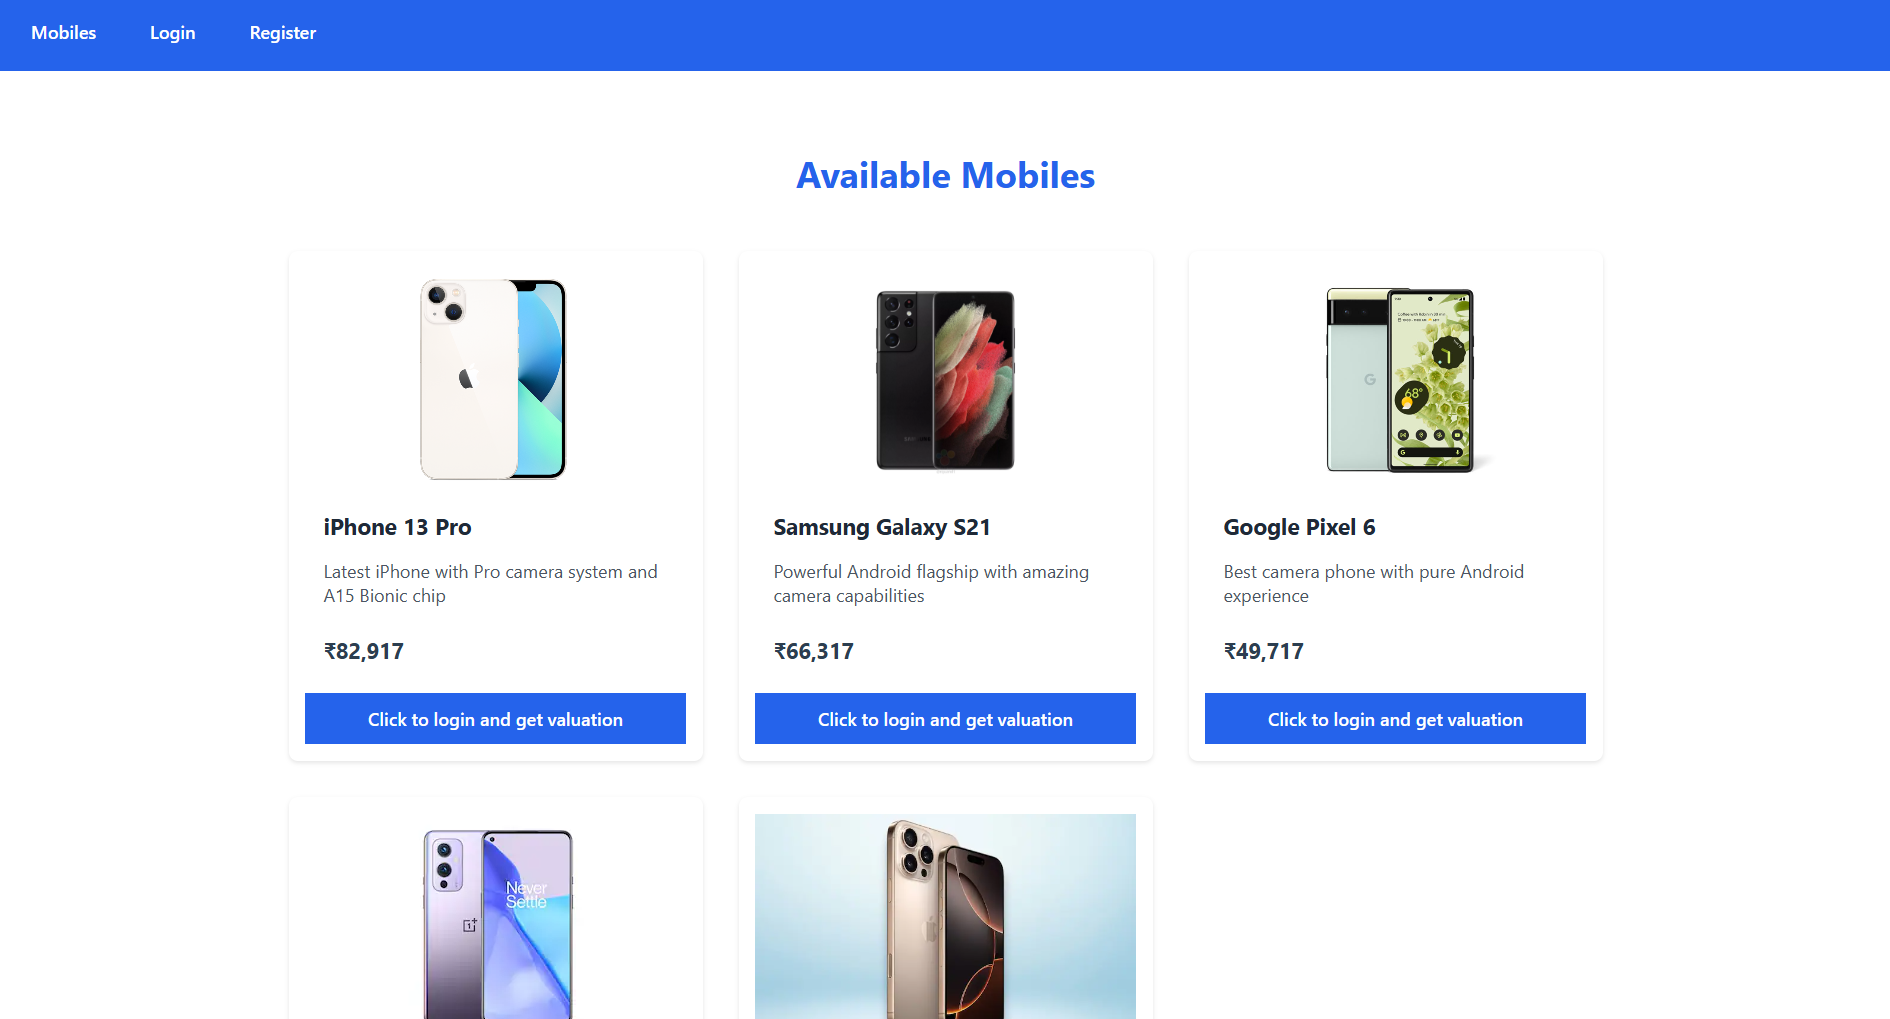 Mobiles Login Register
Available Mobiles
iPhone 13 Pro
Latest iPhone with Pro camera system and
A15 Bionic chip
₹82,917
Click to login and get valuation
Samsung Galaxy S21
Powerful Android flagship with amazing
camera capabilities
₹66,317
Click to login and get valuation
68°
G
Google Pixel 6
Best camera phone with pure Android
experience
₹49,717
Click to login and get valuation
Never
Settle